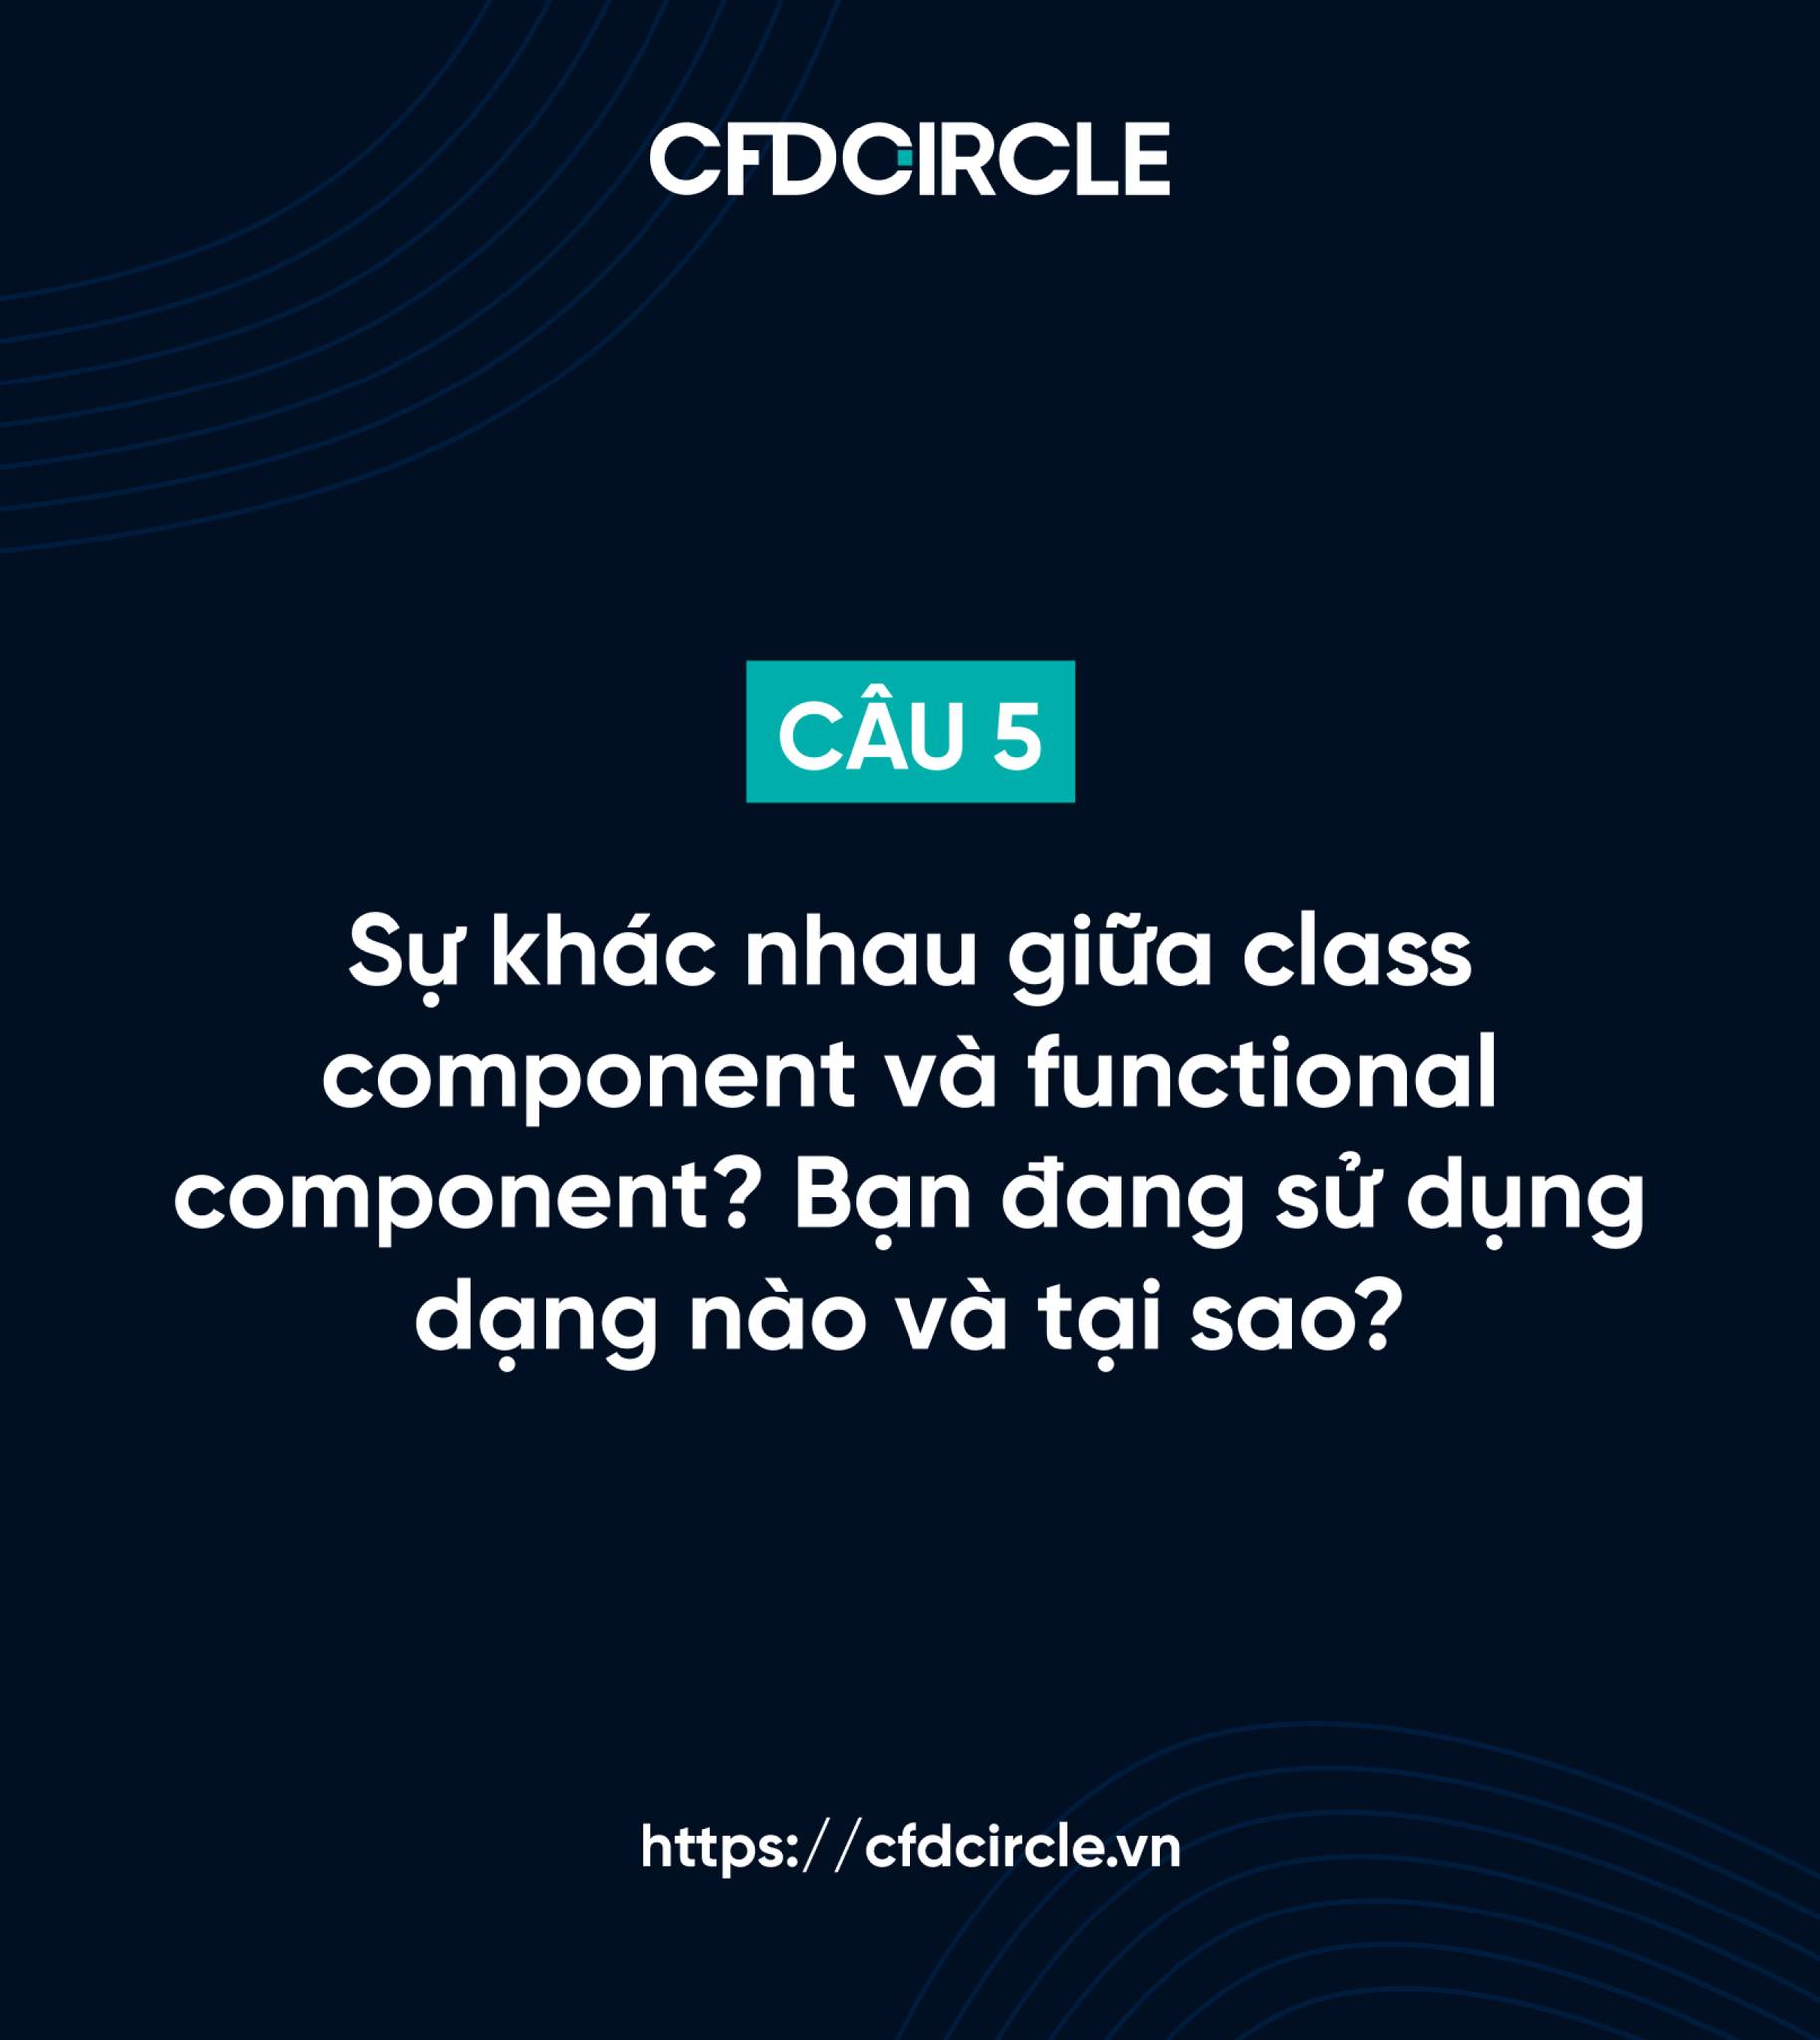 CFDCIRCLE
CÂU 5
Sự khác nhau giữa class
component và functional
component? Bạn đang sử dụng
dạng nào và tại sao?
https://cfdcircle.vn